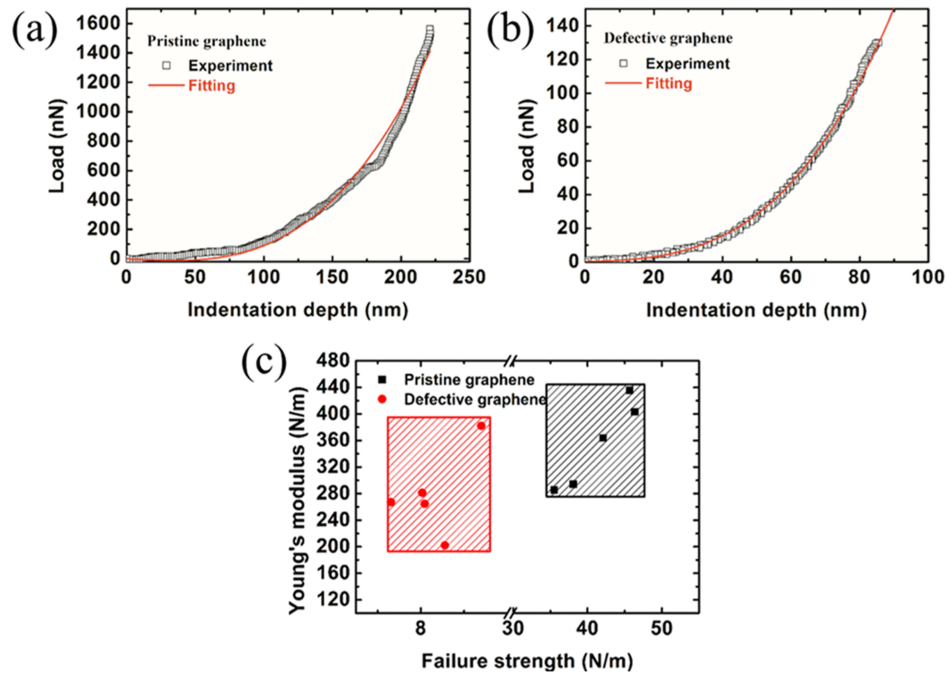 (a)
1600
1400
1200
1000
800
600
400
200
0
Load (nN)
Pristine graphene
Experiment
Fitting
0 50 100 150 200 250
Indentation depth (nm)
(b)
140
120
100
80
60
40
20
0
Load (nN)
Defective graphene
Experiment
Fitting
0 20 40 60 80 100
Indentation depth (nm)
(c)
480
440
400
360
320
280
240
200
160
120
Young's modulus (N/m)
Pristine graphene
Defective graphene
8 30 40 50
Failure strength (N/m)